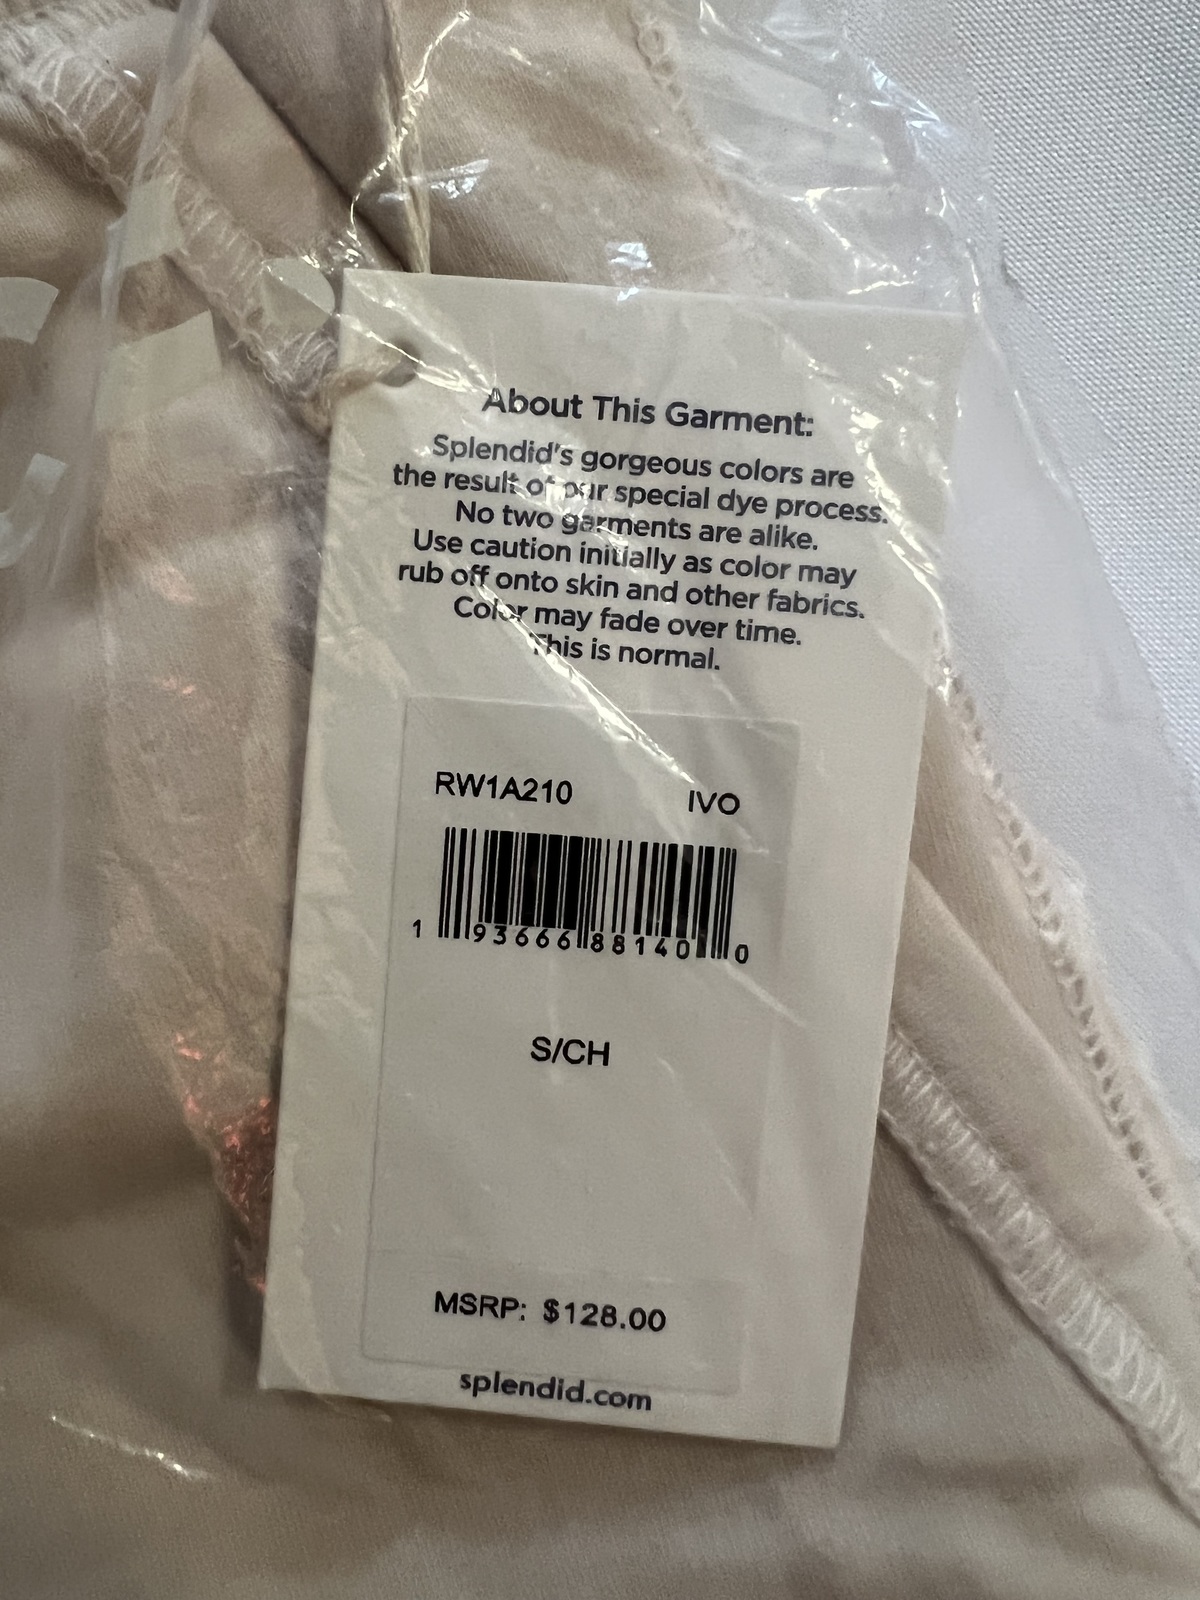 About This Garment:
Splendid's gorgeous colors are
the result of our special dye process.
No two garments are alike.
Use caution initially as color may
rub off onto skin and other fabrics.
Color may fade over time.
This is normal.
RW1A210 IVO
1 93666 88140 0
S/CH
MSRP: $128.00
splendid.com